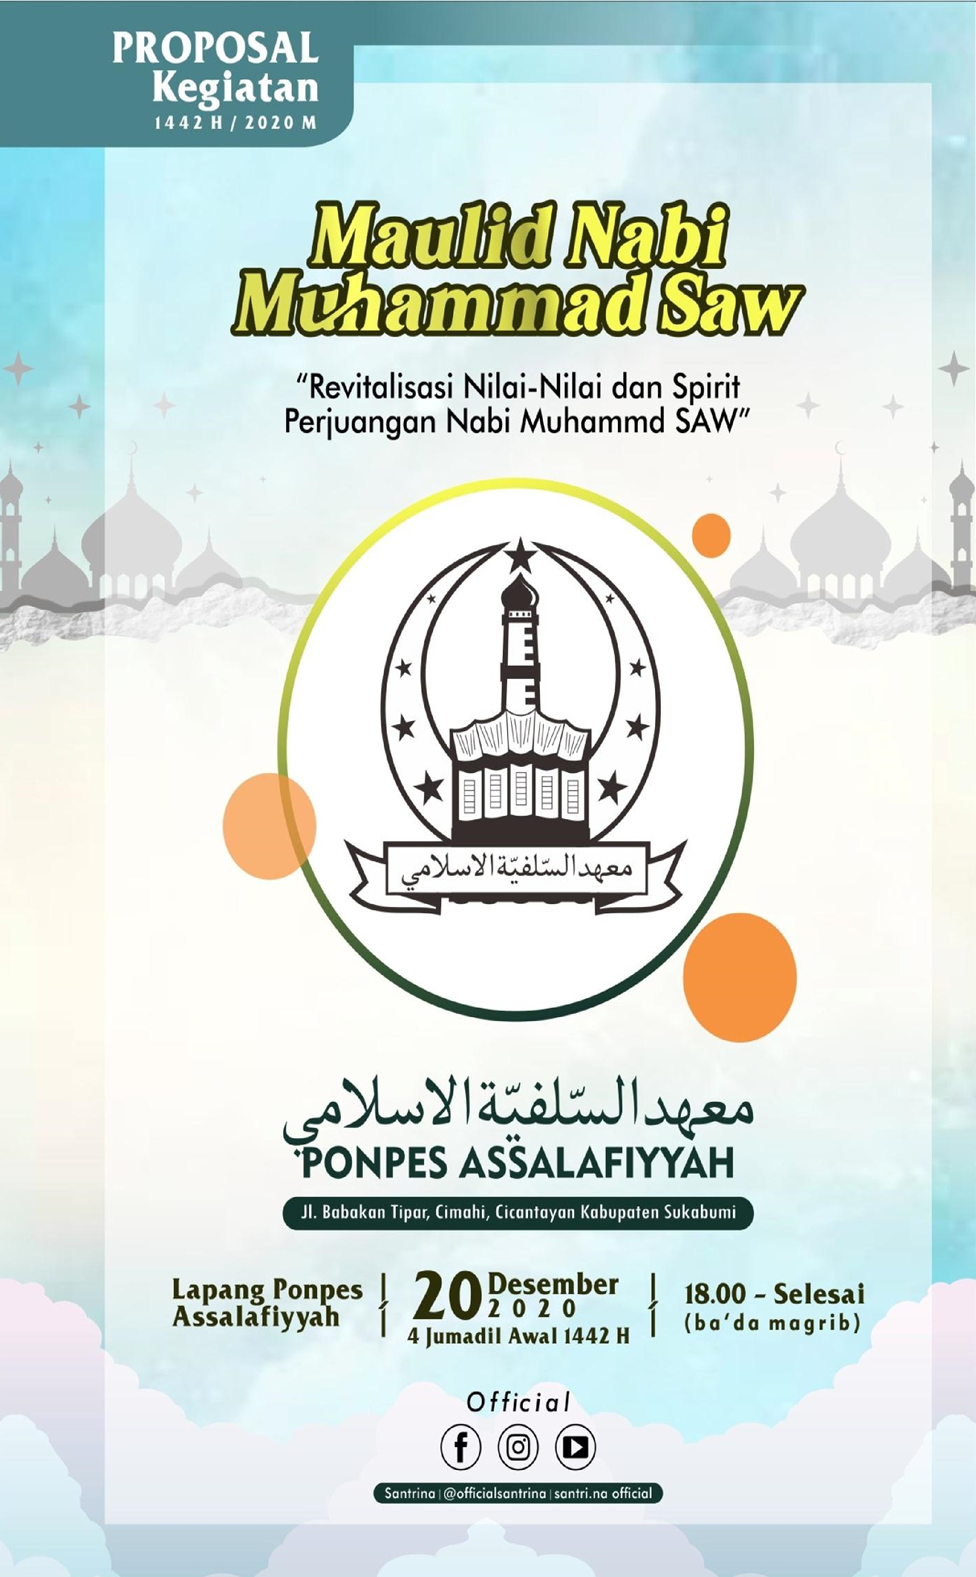 PROPOSAL
Kegiatan
1442 H / 2020 M
Maulid Nabi
Muhammad Saw
“Revitalisasi Nilai-Nilai dan Spirit
Perjuangan Nabi Muhammd SAW”
معهد السّلفيّة الاسلامي
معهد السّلفيّة الاسلامي
PONPES ASSALAFIYYAH
Jl. Babakan Tipar, Cimahi, Cicantayan Kabupaten Sukabumi
Lapang Ponpes
Assalafiyyah
20 Desember
2020
4 Jumadil Awal 1442 H
18.00 - Selesai
(ba’da magrib)
Official
Santrina | @officialsantrina | santri.na official